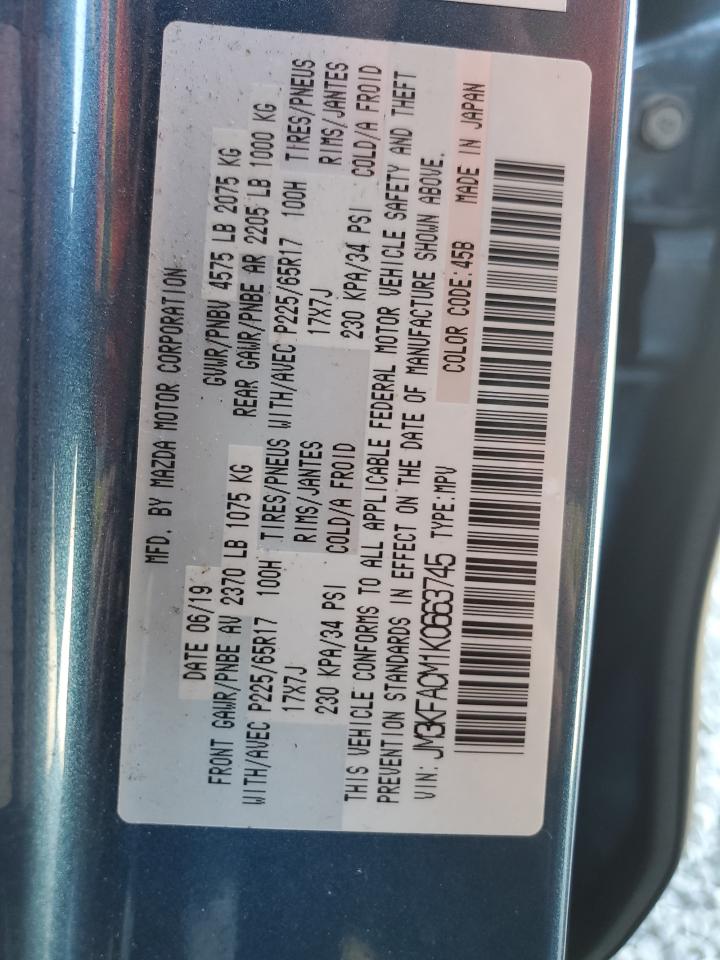 MFD. BY MAZDA MOTOR CORPORATION
DATE 06/19 GVWR/PNBV 4575 LB 2075 KG
FRONT GAWR/PNBE AV 2370 LB 1075 KG REAR GAWR/PNBE AR 2205 LB 1000 KG
WITH/AVEC P225/65R17 100H TIRES/PNEUS WITH/AVEC P225/65R17 100H TIRES/PNEUS
17X7J RIMS/JANTES 17X7J RIMS/JANTES
230 KPA/34 PSI COLD/A FROID 230 KPA/34 PSI COLD/A FROID
THIS VEHICLE CONFORMS TO ALL APPLICABLE FEDERAL MOTOR VEHICLE SAFETY AND THEFT
PREVENTION STANDARDS IN EFFECT ON THE DATE OF MANUFACTURE SHOWN ABOVE.
VIN: JM3KFACM1K0663745 TYPE:MPV COLOR CODE:45B MADE IN JAPAN